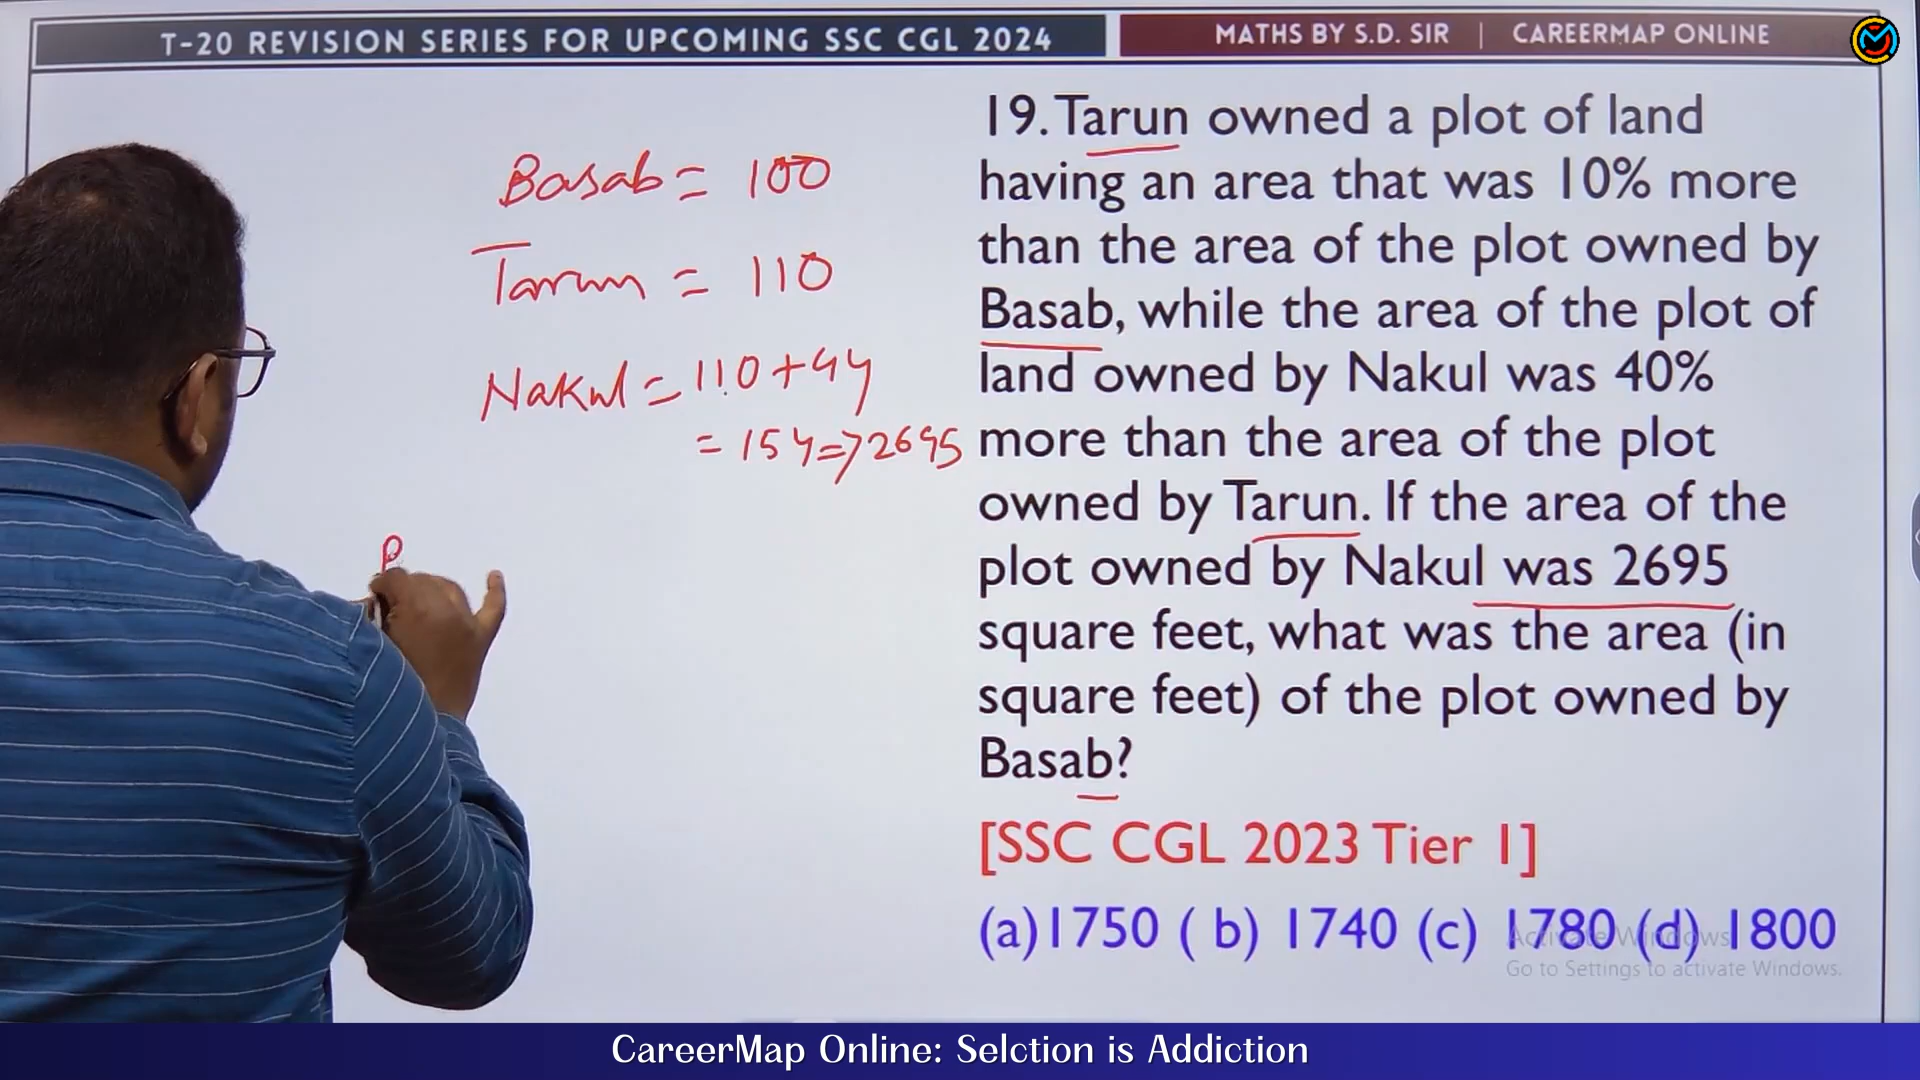 T-20 REVISION SERIES FOR UPCOMING SSC CGL 2024
MATHS BY S.D. SIR | CAREERMAP ONLINE
Basab = 100
Tarun = 110
Nakul = 110 + 44
= 154 => 2695
B
19. Tarun owned a plot of land
having an area that was 10% more
than the area of the plot owned by
Basab, while the area of the plot of
land owned by Nakul was 40%
more than the area of the plot
owned by Tarun. If the area of the
plot owned by Nakul was 2695
square feet, what was the area (in
square feet) of the plot owned by
Basab?
[SSC CGL 2023 Tier 1]
(a)1750 ( b) 1740 (c) 1780 (d) 1800
Activate Windows
Go to Settings to activate Windows.
CareerMap Online: Selction is Addiction